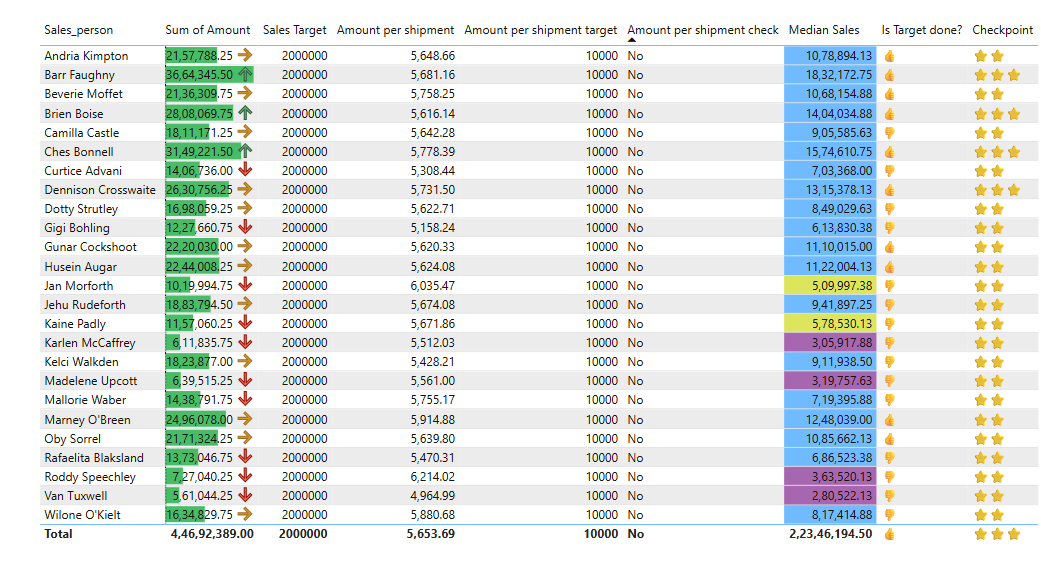 Sales_person Sum of Amount Sales Target Amount per shipment Amount per shipment target Amount per shipment check Median Sales Is Target done? Checkpoint
Andria Kimpton 21,57,788.25 2000000 5,648.66 10000 No 10,78,894.13
Barr Faughny 36,64,345.50 2000000 5,681.16 10000 No 18,32,172.75
Beverie Moffet 21,36,309.75 2000000 5,758.25 10000 No 10,68,154.88
Brien Boise 28,08,069.75 2000000 5,616.14 10000 No 14,04,034.88
Camilla Castle 18,11,171.25 2000000 5,642.28 10000 No 9,05,585.63
Ches Bonnell 31,49,221.50 2000000 5,778.39 10000 No 15,74,610.75
Curtice Advani 14,06,736.00 2000000 5,308.44 10000 No 7,03,368.00
Dennison Crosswaite 26,30,756.25 2000000 5,731.50 10000 No 13,15,378.13
Dotty Strutley 16,98,059.25 2000000 5,622.71 10000 No 8,49,029.63
Gigi Bohling 12,27,660.75 2000000 5,158.24 10000 No 6,13,830.38
Gunar Cockshoot 22,20,030.00 2000000 5,620.33 10000 No 11,10,015.00
Husein Augar 22,44,008.25 2000000 5,624.08 10000 No 11,22,004.13
Jan Morforth 10,19,994.75 2000000 6,035.47 10000 No 5,09,997.38
Jehu Rudeforth 18,83,794.50 2000000 5,674.08 10000 No 9,41,897.25
Kaine Padly 11,57,060.25 2000000 5,671.86 10000 No 5,78,530.13
Karlen McCaffrey 6,11,835.75 2000000 5,512.03 10000 No 3,05,917.88
Kelci Walkden 18,23,877.00 2000000 5,428.21 10000 No 9,11,938.50
Madelene Upcott 6,39,515.25 2000000 5,561.00 10000 No 3,19,757.63
Mallorie Waber 14,38,791.75 2000000 5,755.17 10000 No 7,19,395.88
Marney O'Breen 24,96,078.00 2000000 5,914.88 10000 No 12,48,039.00
Oby Sorrel 21,71,324.25 2000000 5,639.80 10000 No 10,85,662.13
Rafaelita Blaksland 13,73,046.75 2000000 5,470.31 10000 No 6,86,523.38
Roddy Speechley 7,27,040.25 2000000 6,214.02 10000 No 3,63,520.13
Van Tuxwell 5,61,044.25 2000000 4,964.99 10000 No 2,80,522.13
Wilone O'Kielt 16,34,829.75 2000000 5,880.68 10000 No 8,17,414.88
Total 4,46,92,389.00 2000000 5,653.69 10000 No 2,23,46,194.50